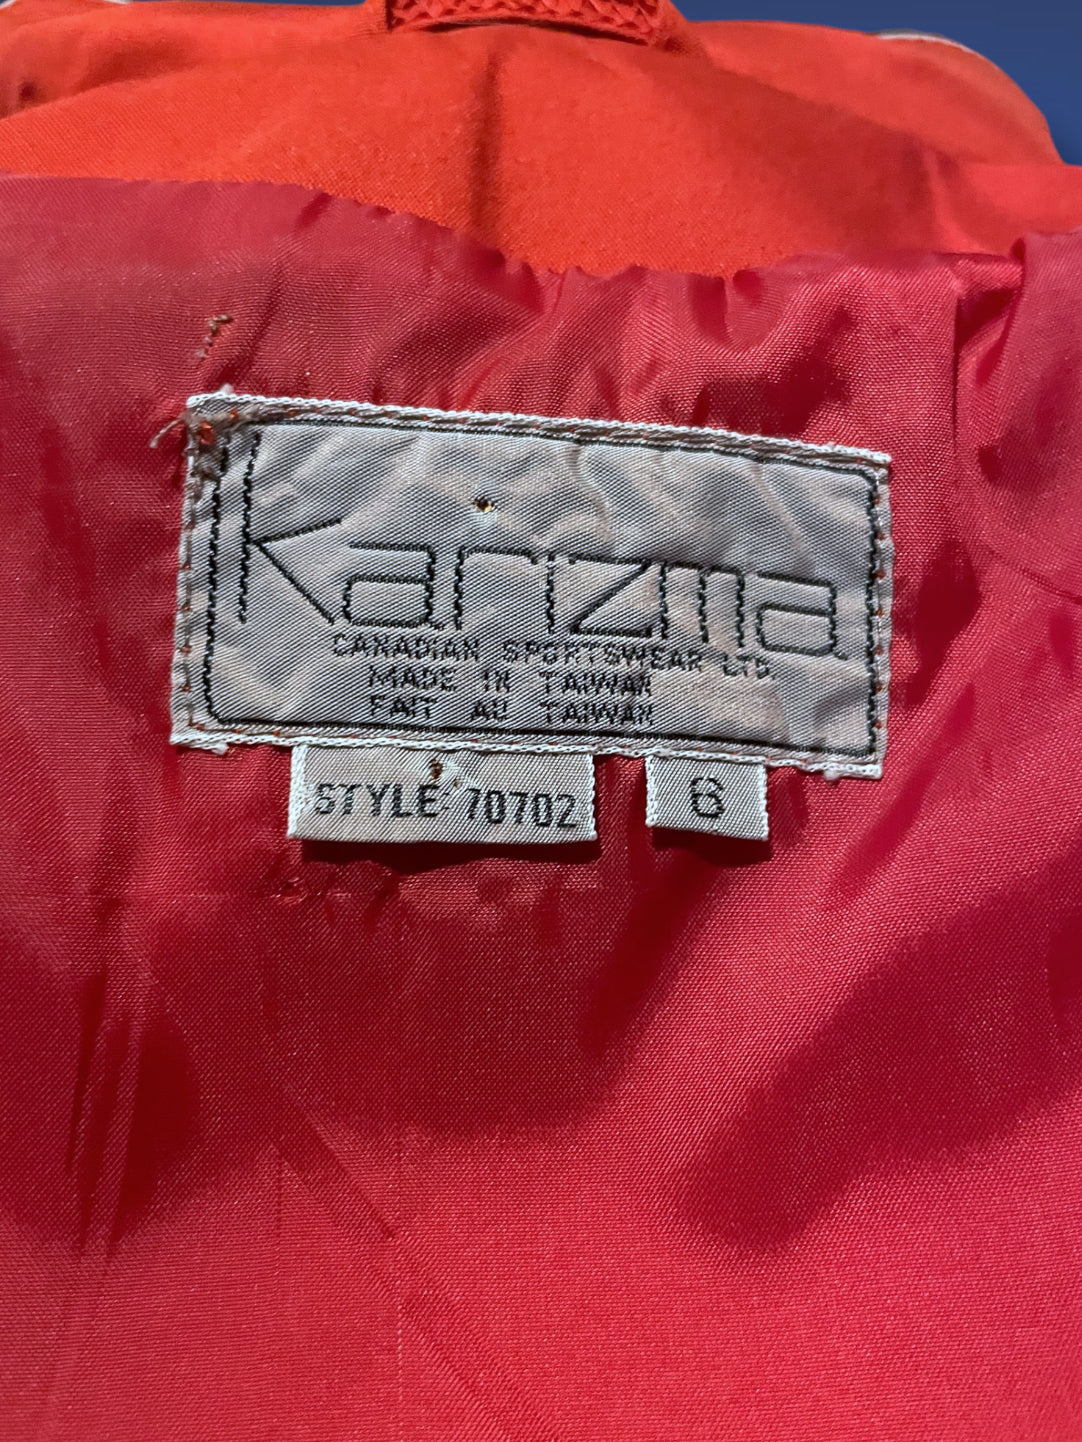 Karizma
CANADIAN SPORTSWEAR LTD.
MADE IN TAIWAN
FAIT AU TAIWAN
STYLE 70702
6